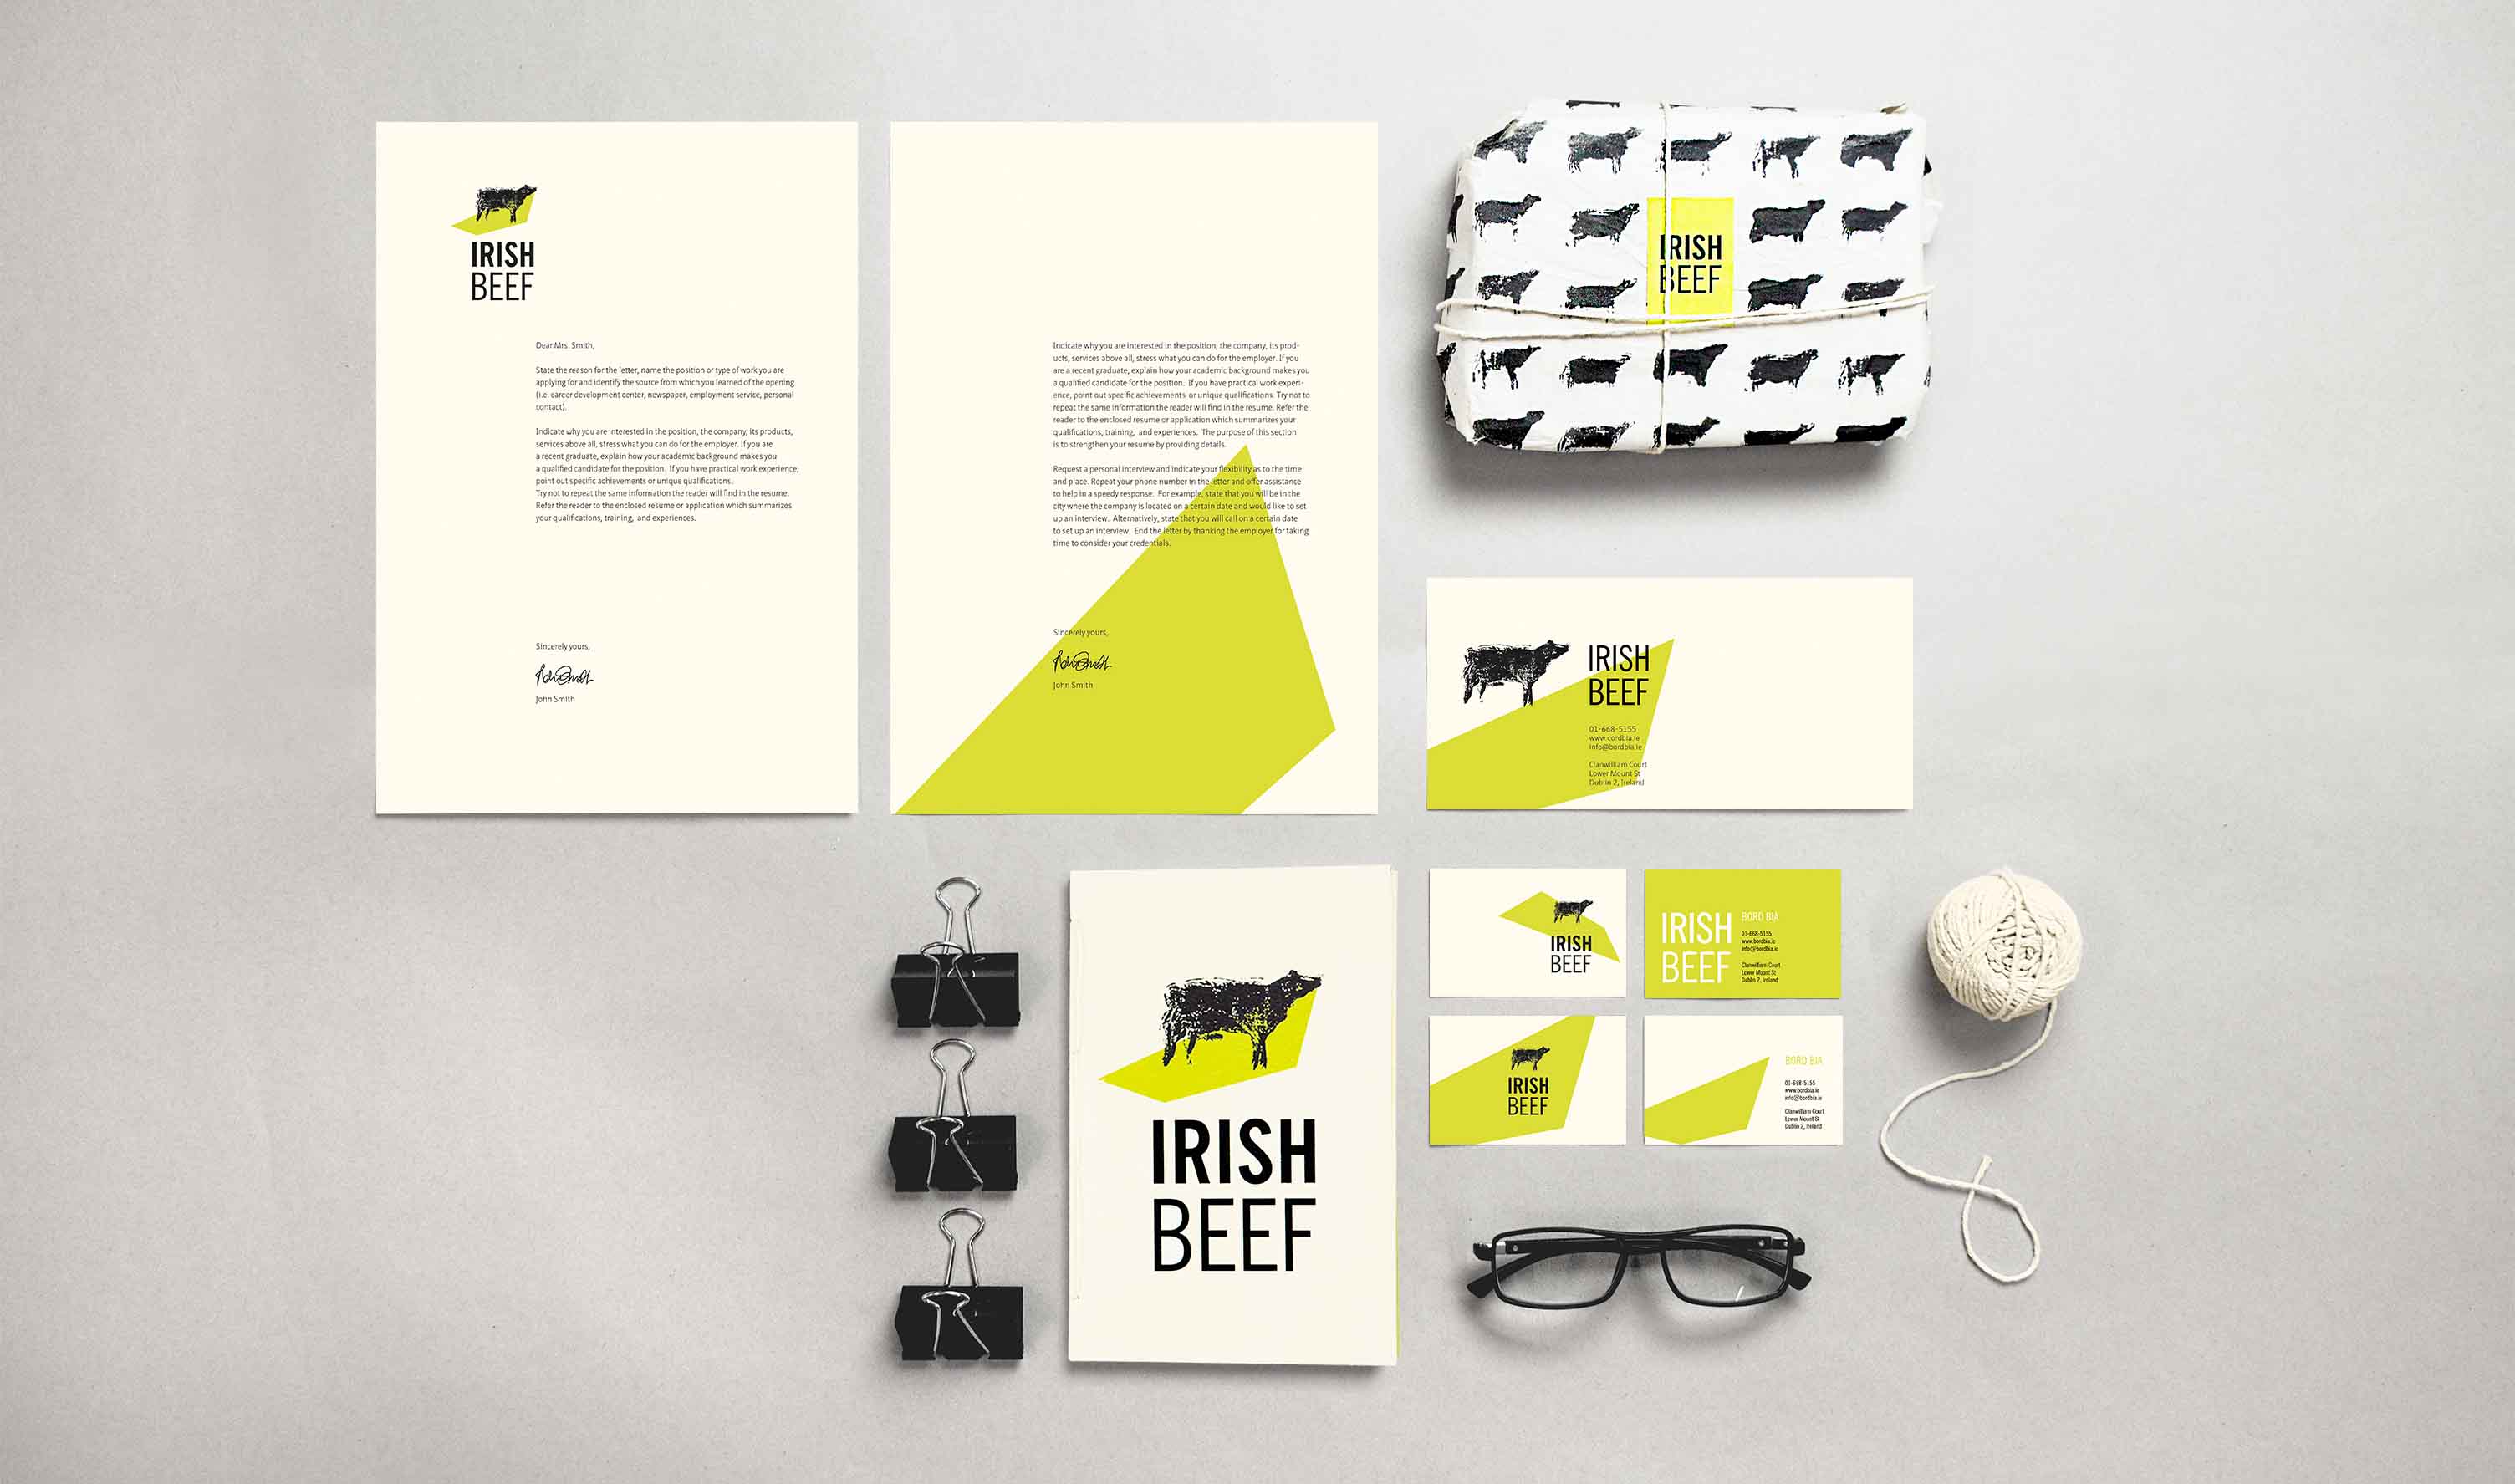 IRISH
BEEF
Dear Mrs. Smith,
State the reason for the letter, name the position or type of work you are
applying for and identify the source from which you learned of the opening
(i.e. career development center, newspaper, employment service, personal
contact).
Indicate why you are interested in the position, the company, its products,
services above all, stress what you can do for the employer. If you are
a recent graduate, explain how your academic background makes you
a qualified candidate for the position. If you have practical work experience,
point out specific achievements or unique qualifications.
Try not to repeat the same information the reader will find in the resume.
Refer the reader to the enclosed resume or application which summarizes
your qualifications, training, and experiences.
Sincerely yours,
John Smith
Indicate why you are interested in the position, the company, its prod-
ucts, services above all, stress what you can do for the employer. If you
are a recent graduate, explain how your academic background makes you
a qualified candidate for the position. If you have practical work experi-
ence, point out specific achievements or unique qualifications. Try not to
repeat the same information the reader will find in the resume. Refer the
reader to the enclosed resume or application which summarizes your
qualifications, training, and experiences. The purpose of this section
is to strengthen your resume by providing details.
Request a personal interview and indicate your flexibility as to the time
and place. Repeat your phone number in the letter and offer assistance
to help in a speedy response. For example, state that you will be in the
city where the company is located on a certain date and would like to set
up an interview. Alternatively, state that you will call on a certain date
to set up an interview. End the letter by thanking the employer for taking
time to consider your credentials.
Sincerely yours,
John Smith
IRISH
BEEF
IRISH
BEEF
01-668-5155
www.cordbia.ie
Info@bordbia.ie
Clanwilliam Court
Lower Mount St
Dublin 2, Ireland
IRISH
BEEF
IRISH
BEEF
IRISH
BEEF
BORD BIA
01-668-5155
www.bordbia.ie
info@bordbia.ie
Clanwilliam Court
Lower Mount St
Dublin 2, Ireland
IRISH
BEEF
BORD BIA
01-668-5155
www.bordbia.ie
info@bordbia.ie
Clanwilliam Court
Lower Mount St
Dublin 2, Ireland